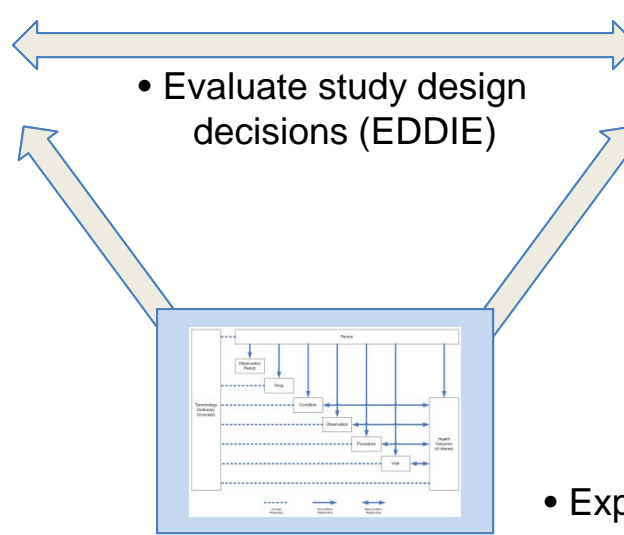 • Evaluate study design
decisions (EDDIE)
Person
Observation
Period
Drug
Terminology
Dictionary
(Concept)
Condition
Observation
Health
Outcome
of Interest
Procedure
Visit
• Exp